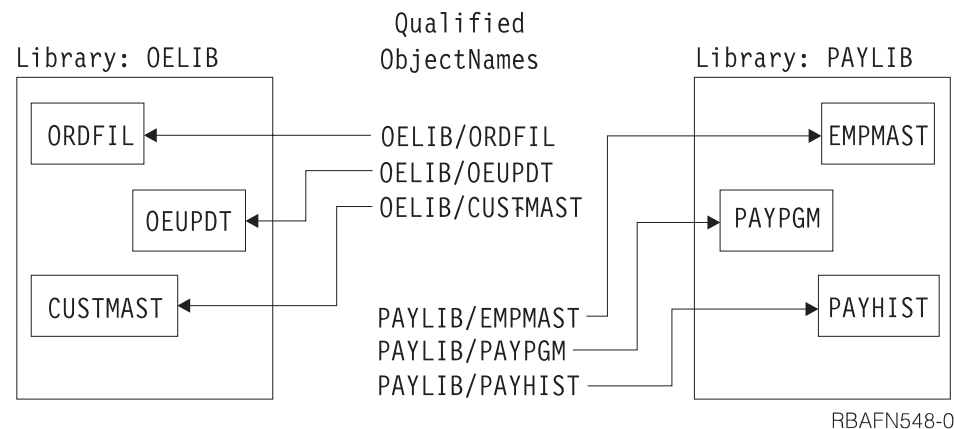 Qualified
ObjectNames
Library: OELIB
ORDFIL
OEUPDT
CUSTMAST
OELIB/ORDFIL
OELIB/OEUPDT
OELIB/CUSTMAST
PAYLIB/EMPMAST
PAYLIB/PAYPGM
PAYLIB/PAYHIST
Library: PAYLIB
EMPMAST
PAYPGM
PAYHIST
RBAFN548-0